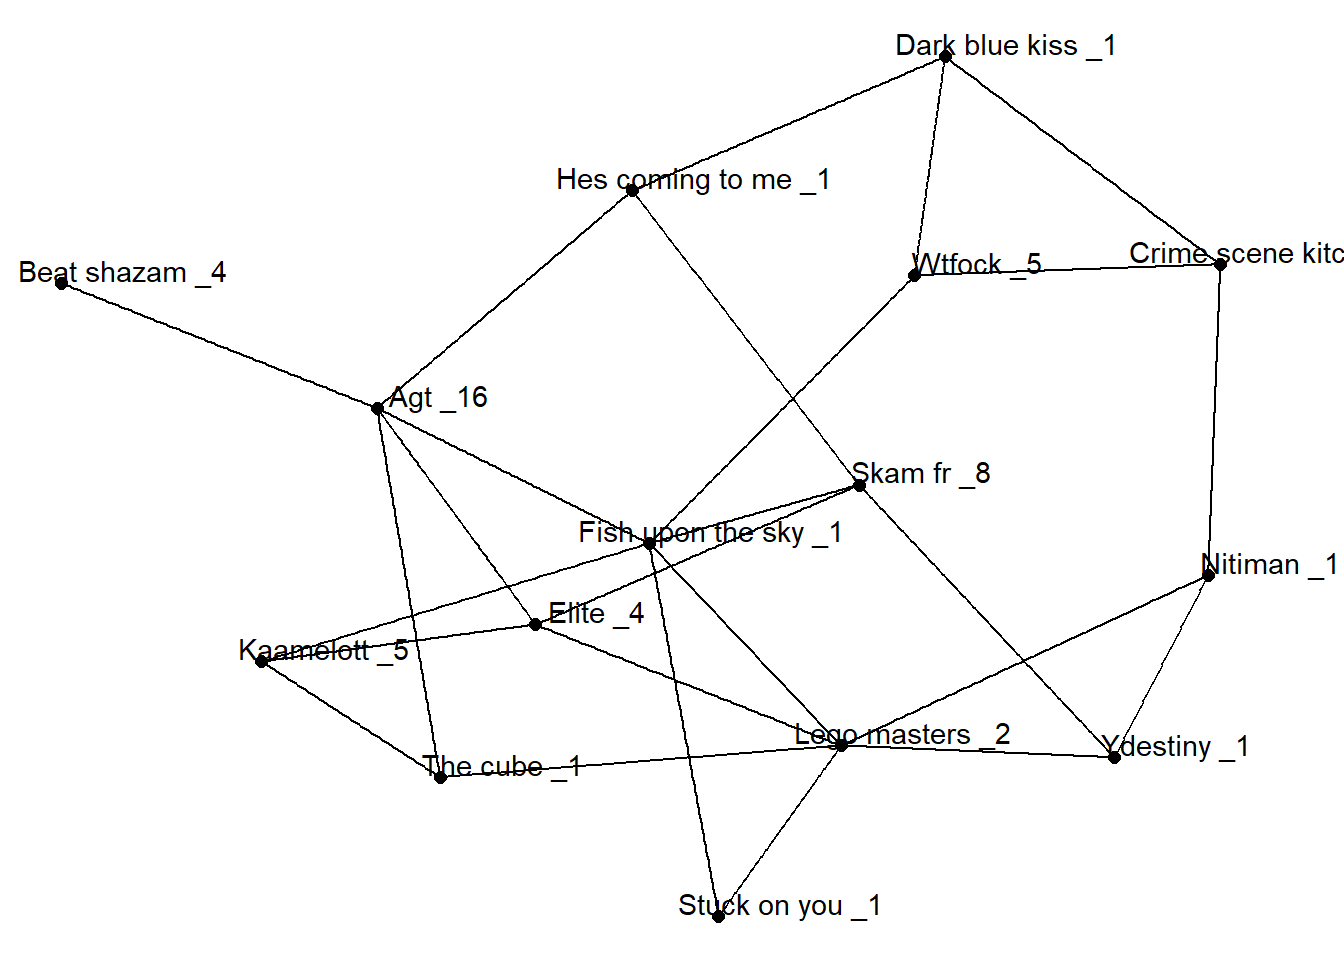 Dark blue kiss _1
Hes coming to me _1
Crime scene kitc
Wtfock _5
Beat shazam _4
Agt _16
Skam fr _8
Fish upon the sky _1
Nitiman _1
Elite _4
Kaamelott _5
Lego masters _2
Ydestiny _1
The cube _1
Stuck on you _1